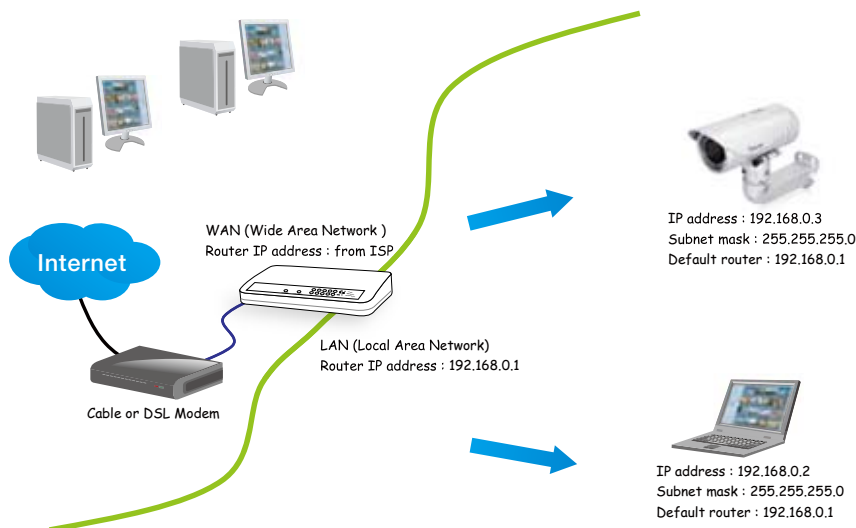 WAN (Wide Area Network )
Router IP address : from ISP
Internet
LAN (Local Area Network)
Router IP address : 192.168.0.1
Cable or DSL Modem
IP address : 192.168.0.3
Subnet mask : 255.255.255.0
Default router : 192.168.0.1
IP address : 192.168.0.2
Subnet mask : 255.255.255.0
Default router : 192.168.0.1